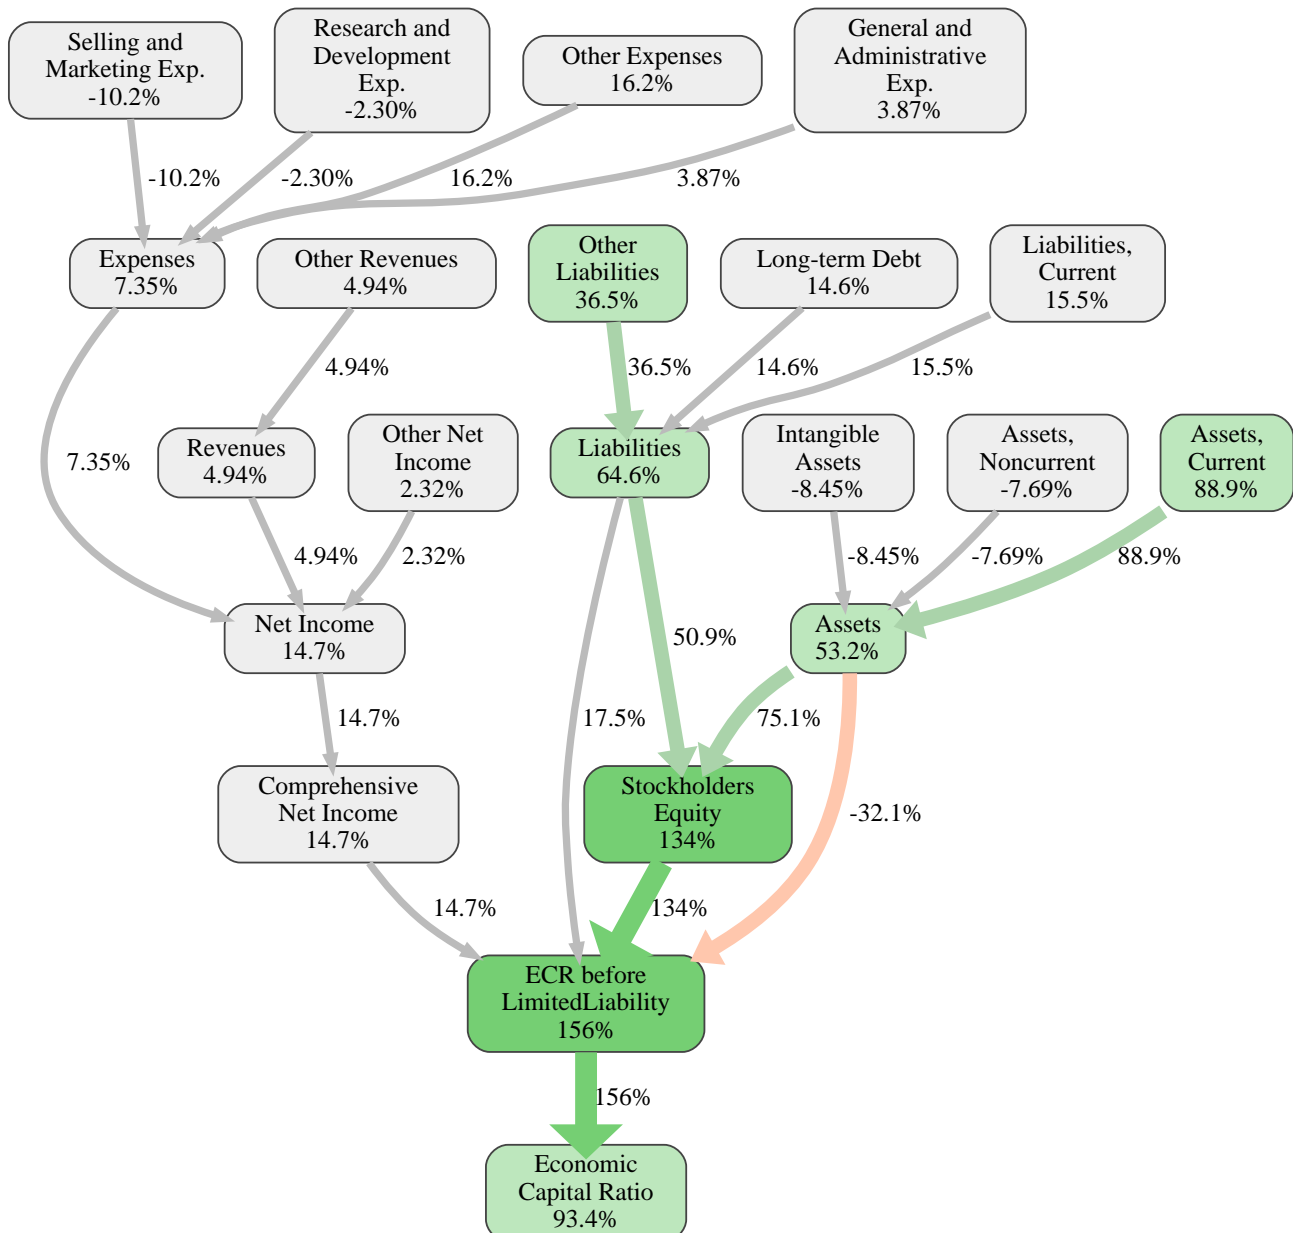 Selling and
Marketing Exp.
-10.2%
Research and
Development
Exp.
-2.30%
Other Expenses
16.2%
General and
Administrative
Exp.
3.87%
-10.2%
-2.30%
16.2%
3.87%
Expenses
7.35%
Other Revenues
4.94%
Other
Liabilities
36.5%
Long-term Debt
14.6%
Liabilities,
Current
15.5%
4.94%
36.5%
14.6%
15.5%
7.35%
Revenues
4.94%
Other Net
Income
2.32%
Liabilities
64.6%
Intangible
Assets
-8.45%
Assets,
Noncurrent
-7.69%
Assets,
Current
88.9%
4.94%
2.32%
-8.45%
-7.69%
88.9%
Net Income
14.7%
50.9%
Assets
53.2%
14.7%
17.5%
75.1%
Comprehensive
Net Income
14.7%
Stockholders
Equity
134%
-32.1%
14.7%
134%
ECR before
LimitedLiability
156%
156%
Economic
Capital Ratio
93.4%